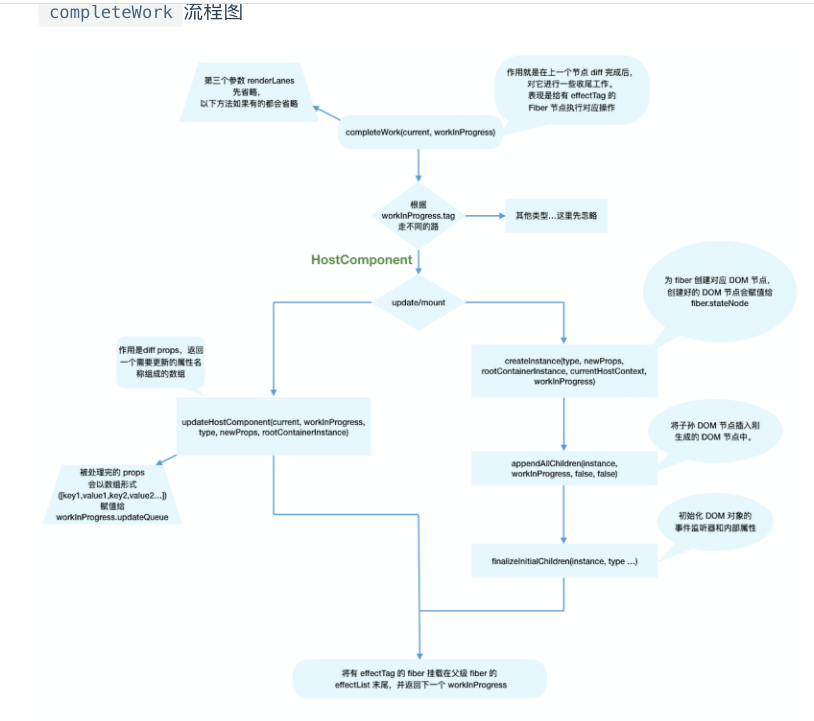 completeWork 流程图
第三个参数 renderLanes
先省略，
以下方法如果有的都会省略
作用就是在上一个节点 diff 完成后，
对它进行一些收尾工作。
表现是给有 effectTag 的
Fiber 节点执行对应操作
completeWork(current, workInProgress)
根据
workInProgress.tag
走不同的路
其他类型...这里先忽略
HostComponent
update/mount
为 fiber 创建对应 DOM 节点，
创建好的 DOM 节点会赋值给
fiber.stateNode
作用是diff props，返回
一个需要更新的属性名
称组成的数组
createInstance(type, newProps,
rootContainerInstance, currentHostContext,
workInProgress)
updateHostComponent(current, workInProgress,
type, newProps, rootContainerInstance)
将子孙 DOM 节点插入刚
生成的 DOM 节点中。
appendAllChildren(instance,
workInProgress, false, false)
被处理完的 props
会以数组形式
([key1,value1,key2,value2...])
赋值给
workInProgress.updateQueue
初始化 DOM 对象的
事件监听器和内部属性
finalizeInitialChildren(instance, type ...)
将有 effectTag 的 fiber 挂载在父级 fiber 的
effectList 末尾，并返回下一个 workInProgress